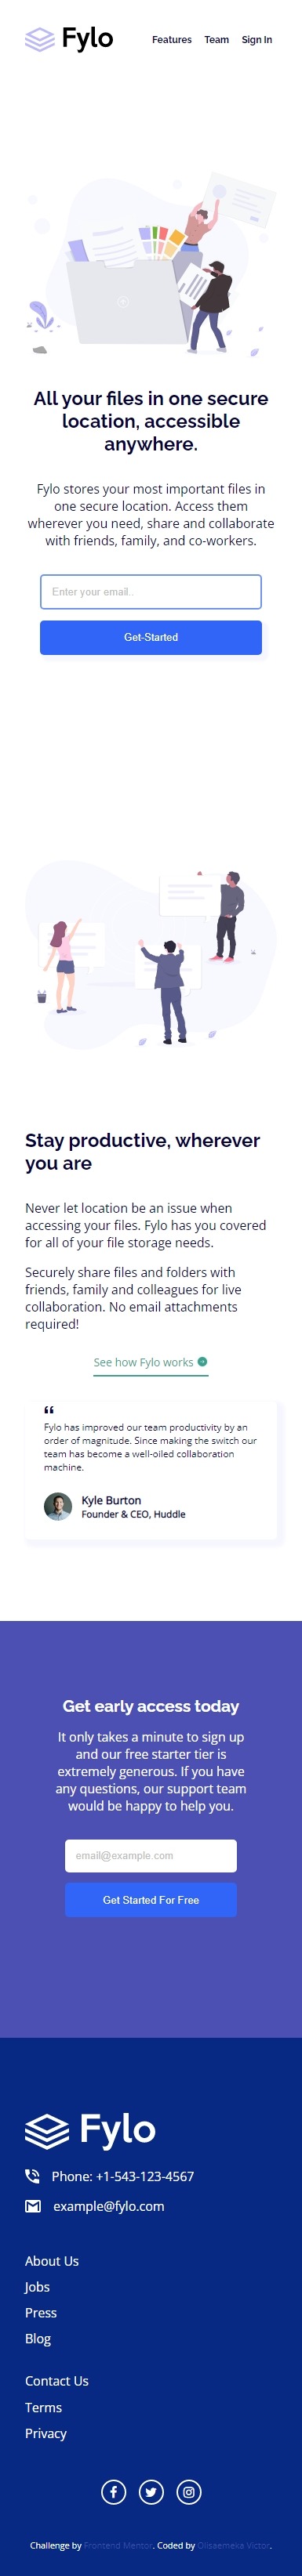 Fylo
Features Team Sign In
All your files in one secure
location, accessible
anywhere.
Fylo stores your most important files in
one secure location. Access them
wherever you need, share and collaborate
with friends, family, and co-workers.
Enter your email..
Get-Started
Stay productive, wherever
you are
Never let location be an issue when
accessing your files. Fylo has you covered
for all of your file storage needs.
Securely share files and folders with
friends, family and colleagues for live
collaboration. No email attachments
required!
See how Fylo works
“
Fylo has improved our team productivity by an
order of magnitude. Since making the switch our
team has become a well-oiled collaboration
machine.
Kyle Burton
Founder & CEO, Huddle
Get early access today
It only takes a minute to sign up
and our free starter tier is
extremely generous. If you have
any questions, our support team
would be happy to help you.
email@example.com
Get Started For Free
Fylo
Phone: +1-543-123-4567
example@fylo.com
About Us
Jobs
Press
Blog
Contact Us
Terms
Privacy
Challenge by Frontend Mentor. Coded by Olisaemeka Victor.